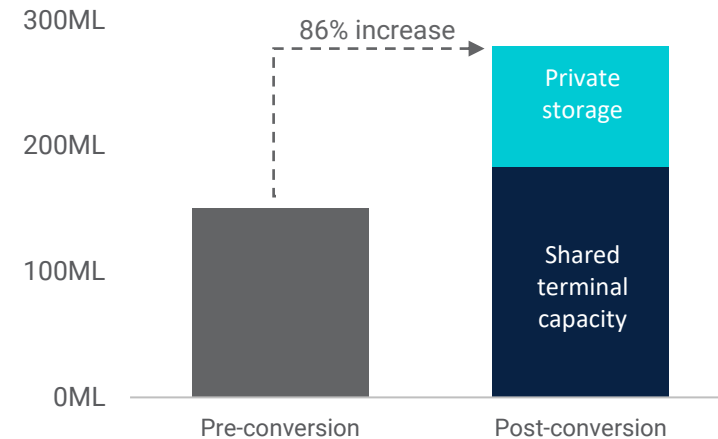 300ML
86% increase
Private
storage
200ML
Shared
terminal
capacity
100ML
0ML
Pre-conversion
Post-conversion